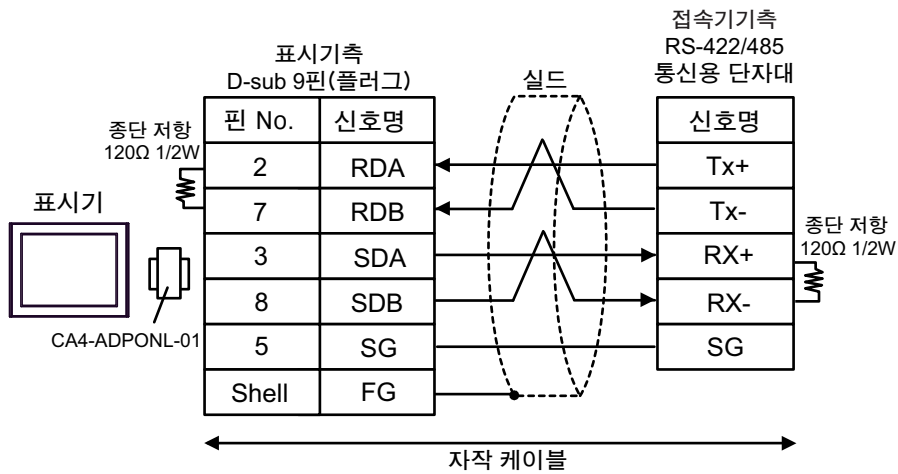 접속기기측
RS-422/485
통신용 단자대
표시기측
D-sub 9핀(플러그)
실드
핀 No. 신호명 신호명
종단 저항
120Ω 1/2W
2 RDA Tx+
7 RDB Tx-
표시기
종단 저항
120Ω 1/2W
3 SDA RX+
8 SDB RX-
CA4-ADPONL-01
5 SG SG
Shell FG
자작 케이블